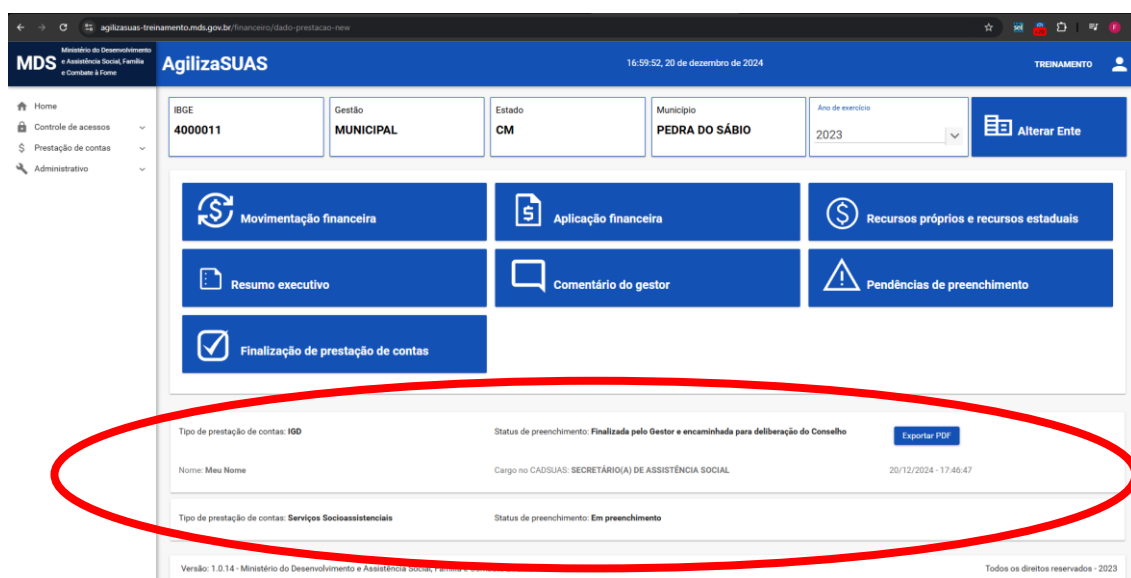 agilizasuas-treinamento.mds.gov.br/financeiro/dado-prestacao-new
MDS
Ministério do Desenvolvimento
e Assistência Social, Família
e Combate à Fome
AgilizaSUAS
16:59:52, 20 de dezembro de 2024
TREINAMENTO
Home
Controle de acessos
Prestação de contas
Administrativo
IBGE
4000011
Gestão
MUNICIPAL
Estado
CM
Município
PEDRA DO SÁBIO
Ano de exercício
2023
Alterar Ente
Movimentação financeira
Aplicação financeira
Recursos próprios e recursos estaduais
Resumo executivo
Comentário do gestor
Pendências de preenchimento
Finalização de prestação de contas
Tipo de prestação de contas: IGD
Status de preenchimento: Finalizada pelo Gestor e encaminhada para deliberação do Conselho
Exportar PDF
Nome: Meu Nome
Cargo no CADSUAS: SECRETÁRIO(A) DE ASSISTÊNCIA SOCIAL
20/12/2024 - 17:46:47
Tipo de prestação de contas: Serviços Socioassistenciais
Status de preenchimento: Em preenchimento
Versão: 1.0.14 - Ministério do Desenvolvimento e Assistência Social, Família e
Todos os direitos reservados - 2023